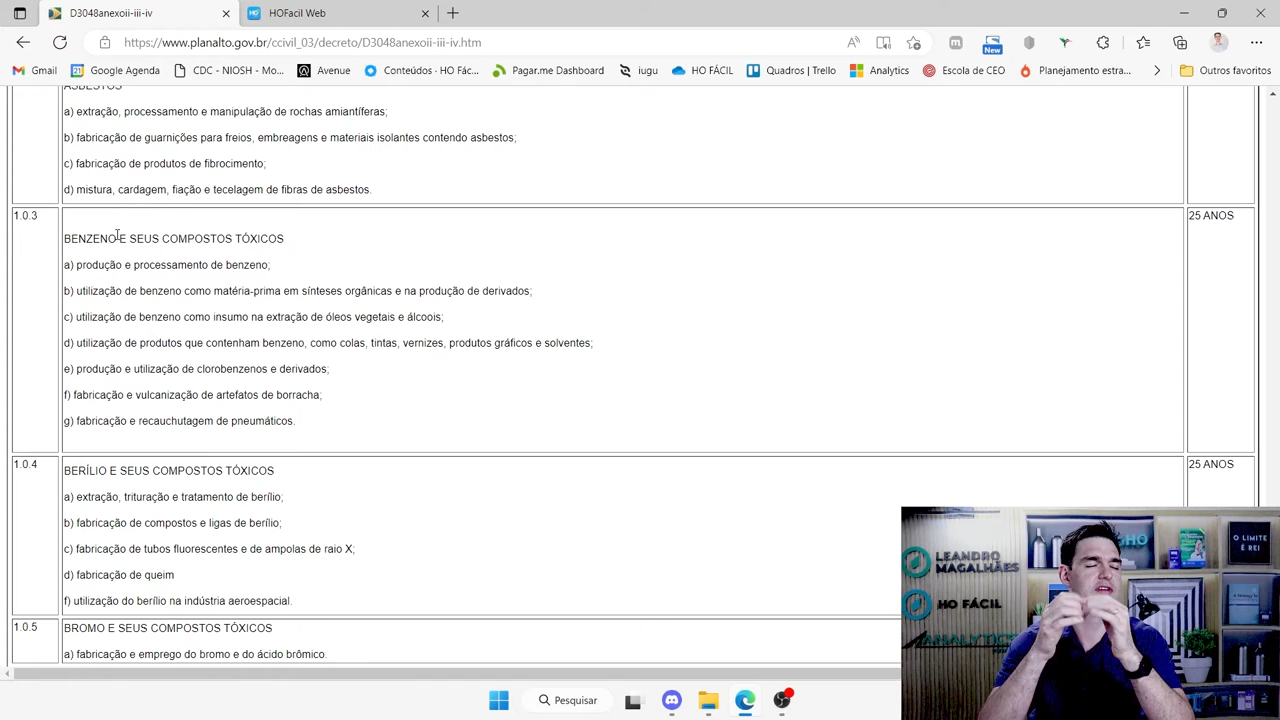 D3048anexoii-iii-iv
HOFacil Web
https://www.planalto.gov.br/ccivil_03/decreto/D3048anexoii-iii-iv.htm
New
Gmail
Google Agenda
CDC - NIOSH - Mo...
Avenue
Conteúdos - HO Fác...
Pagar.me Dashboard
iugu
HO FÁCIL
Quadros | Trello
Analytics
Escola de CEO
Planejamento estra...
Outros favoritos
ASBESTOS
a) extração, processamento e manipulação de rochas amiantíferas;
b) fabricação de guarnições para freios, embreagens e materiais isolantes contendo asbestos;
c) fabricação de produtos de fibrocimento;
d) mistura, cardagem, fiação e tecelagem de fibras de asbestos.
1.0.3
25 ANOS
BENZENO E SEUS COMPOSTOS TÓXICOS
a) produção e processamento de benzeno;
b) utilização de benzeno como matéria-prima em sínteses orgânicas e na produção de derivados;
c) utilização de benzeno como insumo na extração de óleos vegetais e álcoois;
d) utilização de produtos que contenham benzeno, como colas, tintas, vernizes, produtos gráficos e solventes;
e) produção e utilização de clorobenzenos e derivados;
f) fabricação e vulcanização de artefatos de borracha;
g) fabricação e recauchutagem de pneumáticos.
1.0.4
25 ANOS
BERÍLIO E SEUS COMPOSTOS TÓXICOS
a) extração, trituração e tratamento de berílio;
b) fabricação de compostos e ligas de berílio;
c) fabricação de tubos fluorescentes e de ampolas de raio X;
d) fabricação de queim
f) utilização do berílio na indústria aeroespacial.
1.0.5
BROMO E SEUS COMPOSTOS TÓXICOS
a) fabricação e emprego do bromo e do ácido brômico.
LEANDRO
MAGALHÃES
HO FÁCIL
ANALYTICS
HO
O LIMITE
É REI
Pesquisar